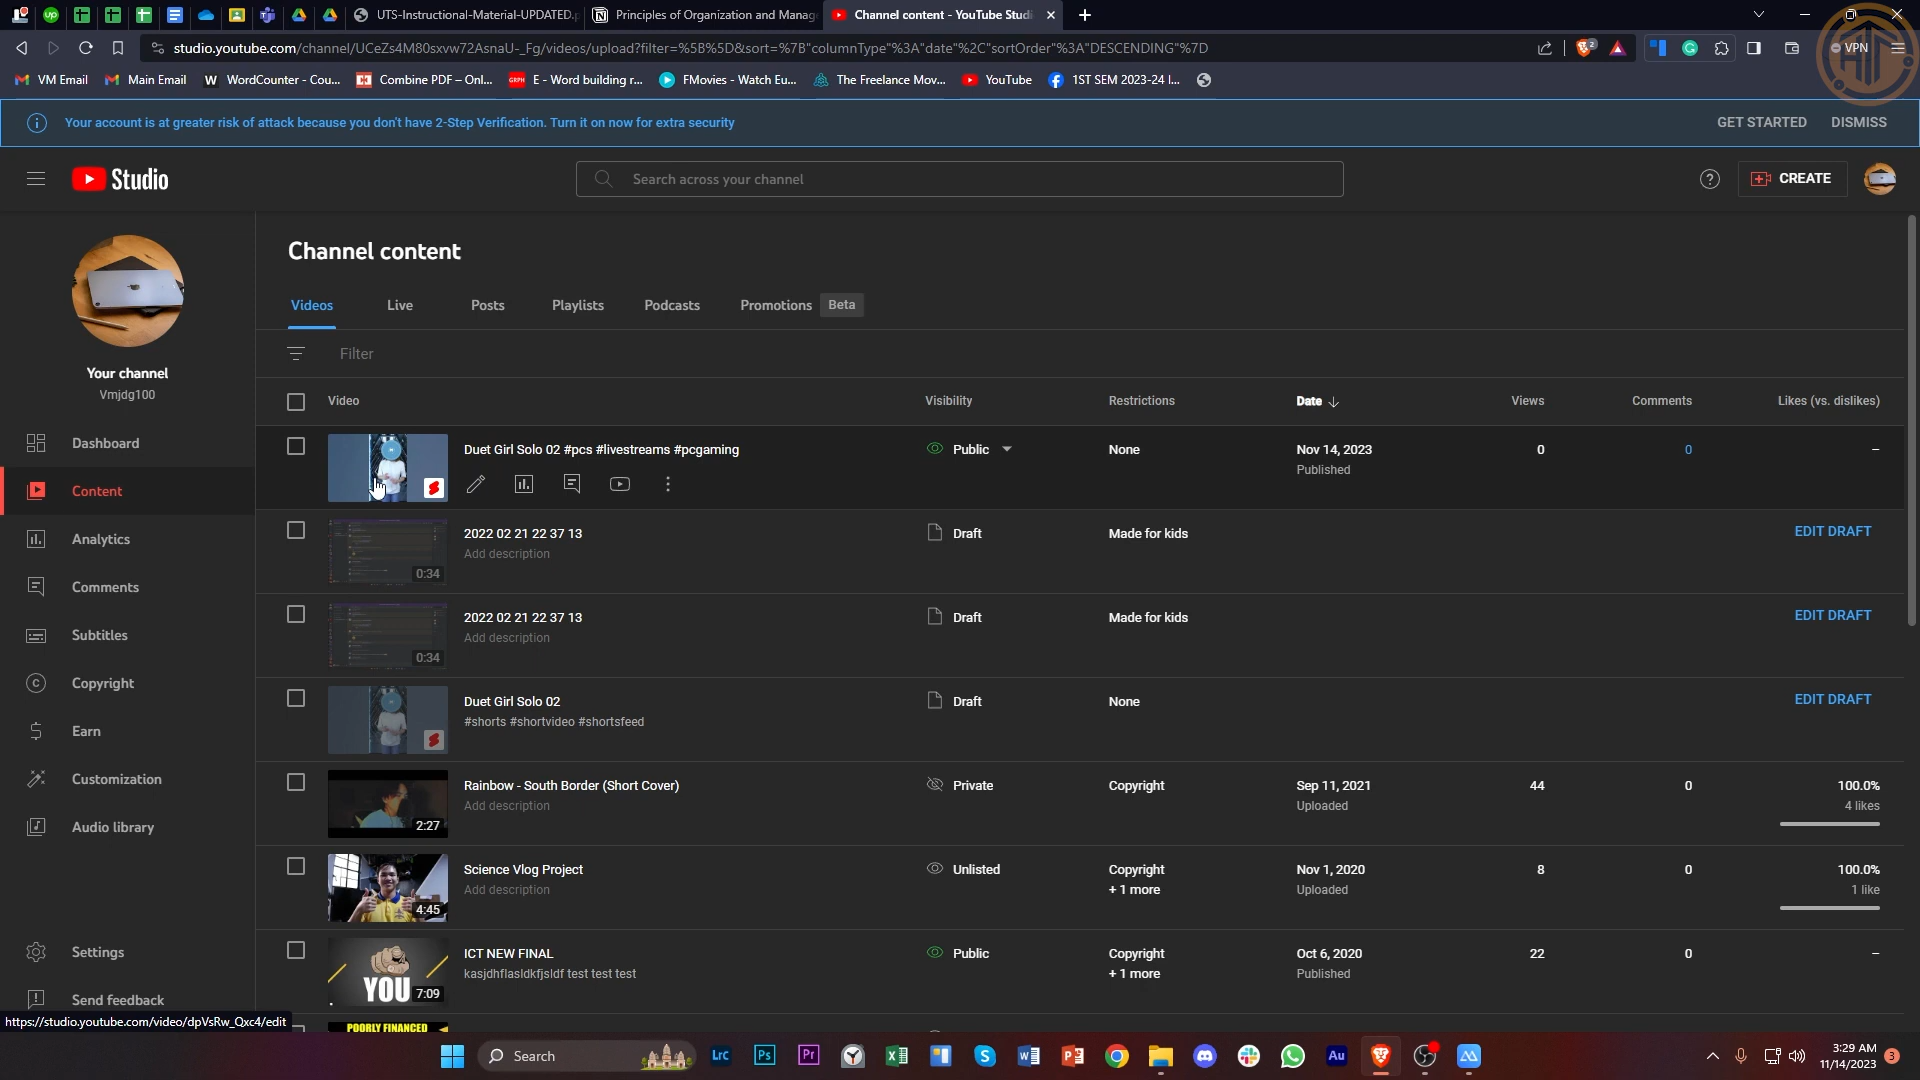 UTS-Instructional-Material-UPDATED.p
Principles of Organization and Manag
Channel content - YouTube Studi
studio.youtube.com/channel/UCeZs4M80sxvw72AsnaU-_Fg/videos/upload?filter=%5B%5D&sort=%7B"columnType"%3A"date"%2C"sortOrder"%3A"DESCENDING"%7D
2
VPN
VM Email
Main Email
WordCounter - Cou...
Combine PDF – Onl...
E - Word building r...
FMovies - Watch Eu...
The Freelance Mov...
YouTube
1ST SEM 2023-24 I...
Your account is at greater risk of attack because you don't have 2-Step Verification. Turn it on now for extra security
GET STARTED
DISMISS
Studio
Search across your channel
CREATE
Channel content
Videos
Live
Posts
Playlists
Podcasts
Promotions
Beta
Filter
Your channel
Vmjdg100
Dashboard
Content
Analytics
Comments
Subtitles
Copyright
Earn
Customization
Audio library
Settings
Send feedback
Video
Visibility
Restrictions
Date
Views
Comments
Likes (vs. dislikes)
Duet Girl Solo 02 #pcs #livestreams #pcgaming
Public
None
Nov 14, 2023
Published
0
0
–
0:34
2022 02 21 22 37 13
Add description
Draft
Made for kids
EDIT DRAFT
0:34
2022 02 21 22 37 13
Add description
Draft
Made for kids
EDIT DRAFT
Duet Girl Solo 02
#shorts #shortvideo #shortsfeed
Draft
None
EDIT DRAFT
2:27
Rainbow - South Border (Short Cover)
Add description
Private
Copyright
Sep 11, 2021
Uploaded
44
0
100.0%
4 likes
4:45
Science Vlog Project
Add description
Unlisted
Copyright
+ 1 more
Nov 1, 2020
Uploaded
8
0
100.0%
1 like
YOU
7:09
ICT NEW FINAL
kasjdhflasldkfjsldf test test test
Public
Copyright
+ 1 more
Oct 6, 2020
Published
22
0
–
POORLY FINANCED
https://studio.youtube.com/video/dpVsRw_Qxc4/edit
Search
LrC
Ps
Pr
Au
3:29 AM
11/14/2023
3